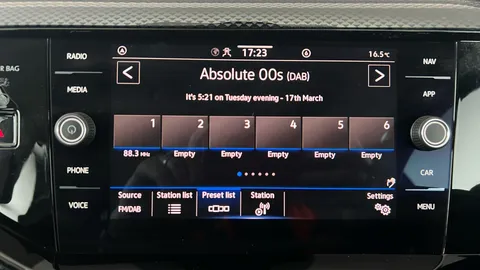 R BAG
RADIO
MEDIA
PHONE
VOICE
17:23
16.5°C
Absolute 00s (DAB)
It's 5:21 on Tuesday evening - 17th March
1 2 3 4 5 6
88.3 MHz Empty Empty Empty Empty Empty
Source Station list Preset list Station Settings
FM/DAB
NAV
APP
CAR
MENU